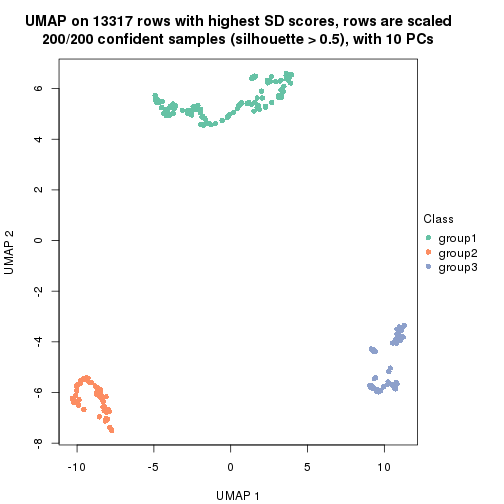 UMAP on 13317 rows with highest SD scores, rows are scaled
200/200 confident samples (silhouette > 0.5), with 10 PCs
6
4
2
0
-2
-4
-6
-8
UMAP 2
-10
-5
0
5
10
UMAP 1
Class
group1
group2
group3